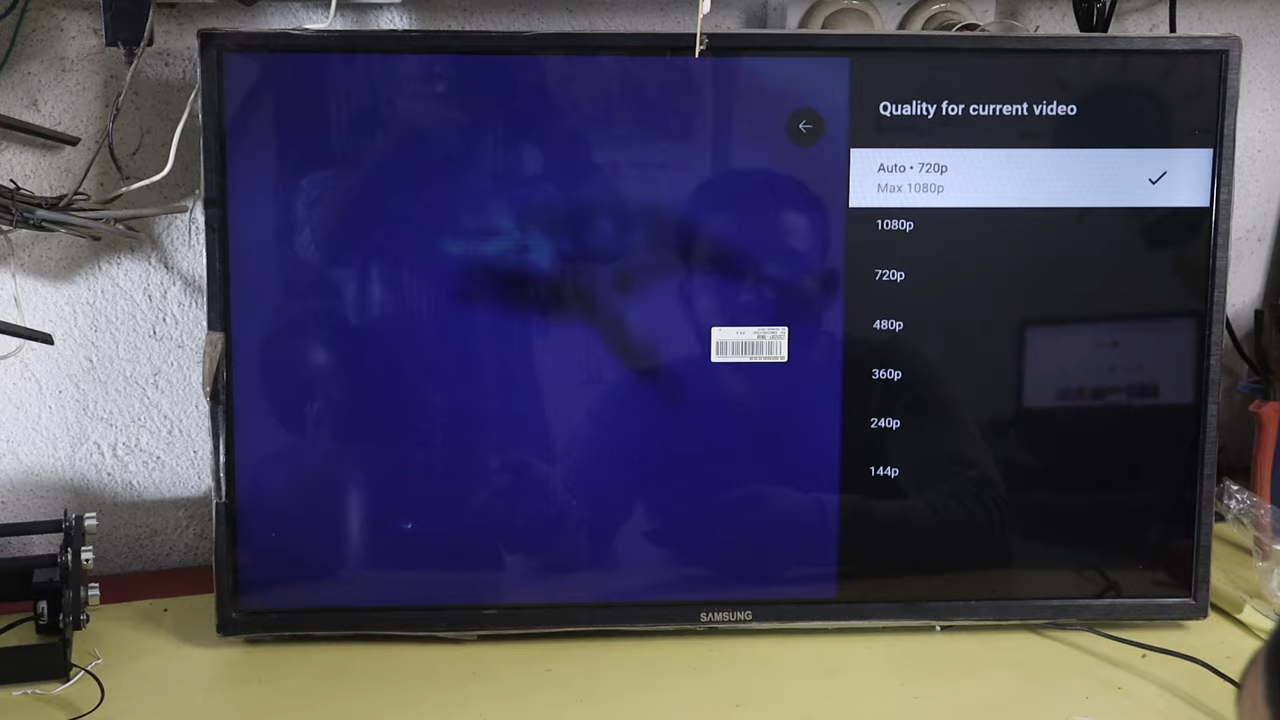 Quality for current video
Auto • 720p
Max 1080p
1080p
720p
480p
360p
240p
144p
SAMSUNG